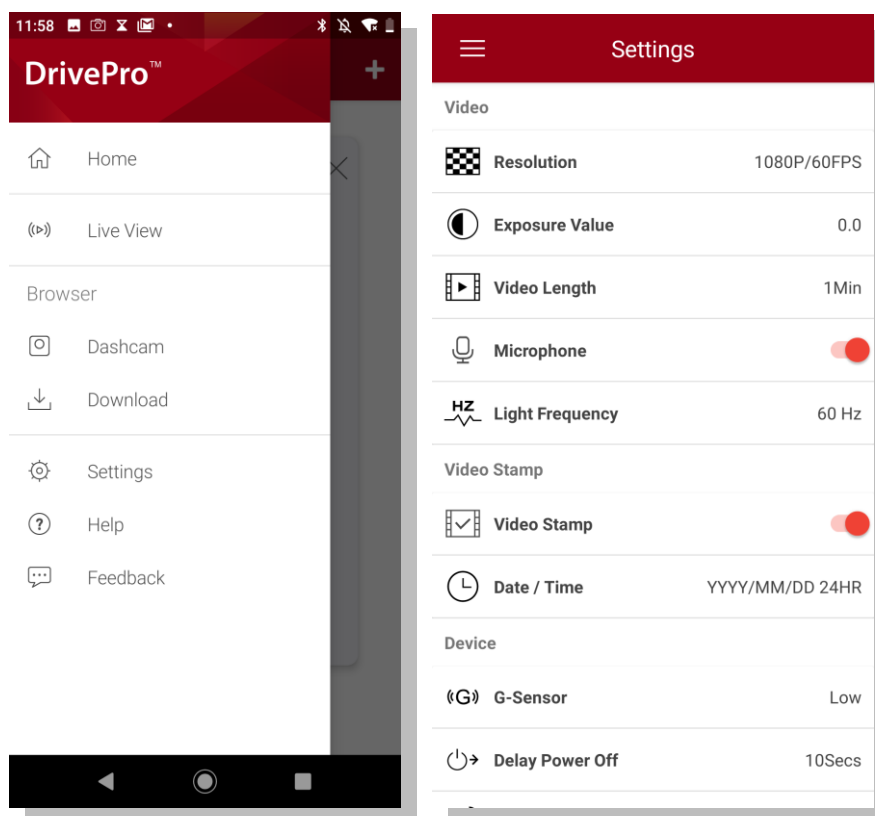 11:58
DrivePro™
Home
Live View
Browser
Dashcam
Download
Settings
Help
Feedback
Settings
Video
Resolution 1080P/60FPS
Exposure Value 0.0
Video Length 1Min
Microphone
HZ Light Frequency 60 Hz
Video Stamp
Video Stamp
Date / Time YYYY/MM/DD 24HR
Device
G G-Sensor Low
Delay Power Off 10Secs